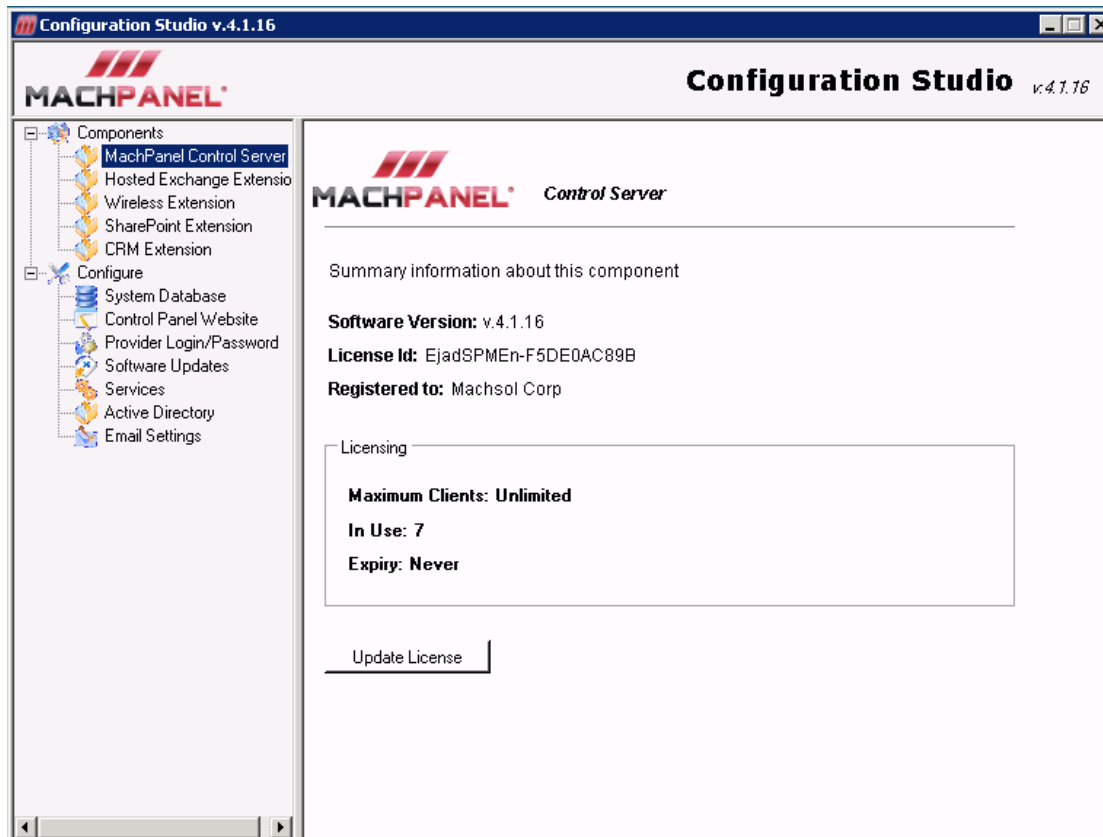 Configuration Studio v.4.1.16
MACHPANEL
Configuration Studio v.4.1.16
Components
MachPanel Control Server
Hosted Exchange Extensio
Wireless Extension
SharePoint Extension
CRM Extension
Configure
System Database
Control Panel Website
Provider Login/Password
Software Updates
Services
Active Directory
Email Settings
MACHPANEL Control Server
Summary information about this component
Software Version: v.4.1.16
License Id: EjadSPMEn-F5DE0AC89B
Registered to: Machsol Corp
Licensing
Maximum Clients: Unlimited
In Use: 7
Expiry: Never
Update License